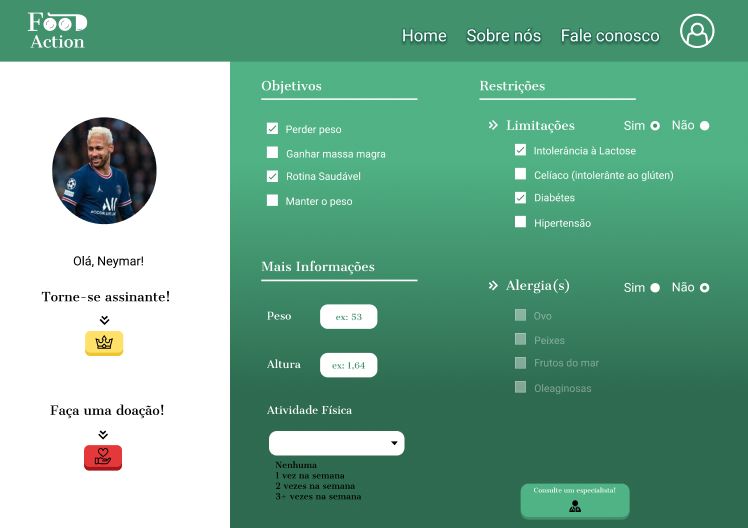 Food
Action
Home
Sobre nós
Fale conosco
Olá, Neymar!
Torne-se assinante!
Faça uma doação!
Objetivos
Perder peso
Ganhar massa magra
Rotina Saudável
Manter o peso
Mais Informações
Peso
ex: 53
Altura
ex: 1,64
Atividade Física
Nenhuma
1 vez na semana
2 vezes na semana
3+ vezes na semana
Restrições
Limitações
Sim
Não
Intolerância à Lactose
Celíaco (intolerânte ao glúten)
Diabétes
Hipertensão
Alergia(s)
Sim
Não
Ovo
Peixes
Frutos do mar
Oleaginosas
Consulte um especialista!